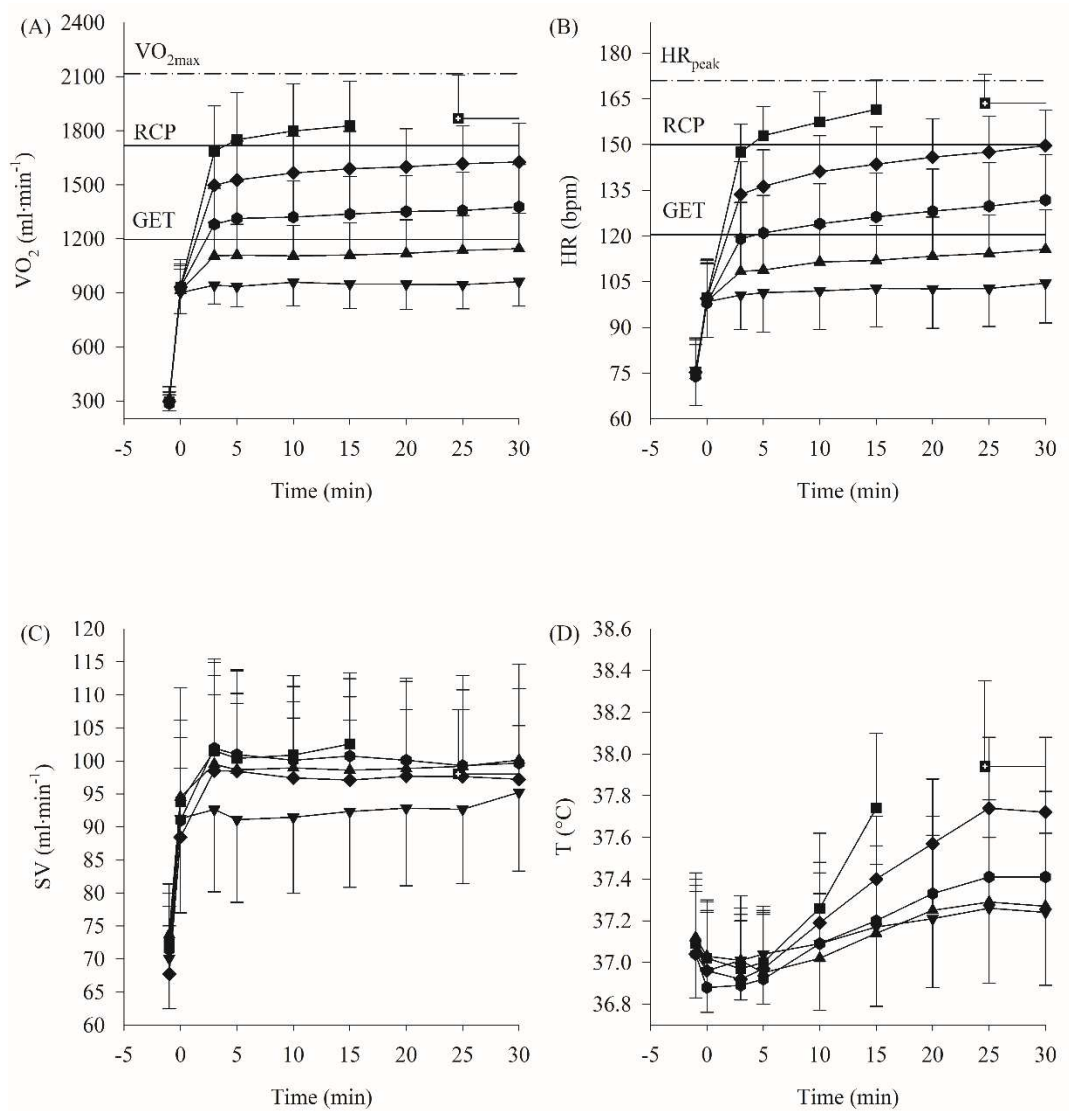 (A)
2400
2100
1800
1500
1200
900
600
300
VO2max
RCP
GET
VO2 (ml·min-1)
-5 0 5 10 15 20 25 30
Time (min)
(B)
180
165
150
135
120
105
90
75
60
HRpeak
RCP
GET
HR (bpm)
-5 0 5 10 15 20 25 30
Time (min)
(C)
120
115
110
105
100
95
90
85
80
75
70
65
60
SV (ml·min-1)
-5 0 5 10 15 20 25 30
Time (min)
(D)
38.6
38.4
38.2
38.0
37.8
37.6
37.4
37.2
37.0
36.8
T (°C)
-5 0 5 10 15 20 25 30
Time (min)